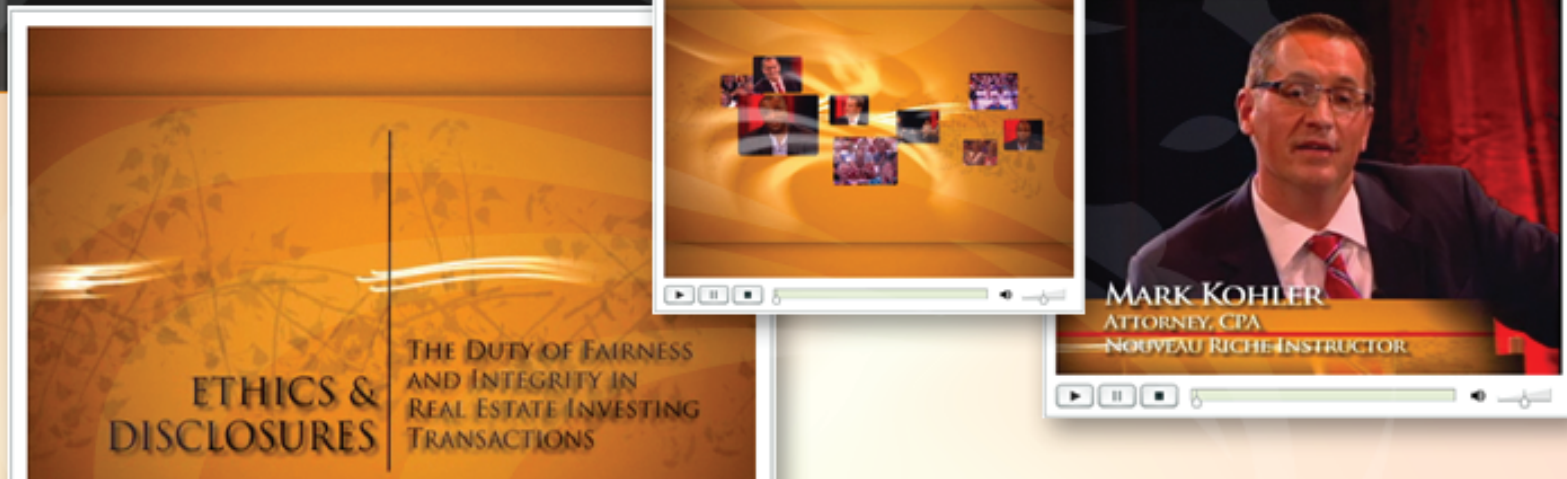 ETHICS &
DISCLOSURES
THE DUTY OF FAIRNESS
AND INTEGRITY IN
REAL ESTATE INVESTING
TRANSACTIONS
MARK KOHLER
ATTORNEY, CPA
NOUVEAU RICHE INSTRUCTOR